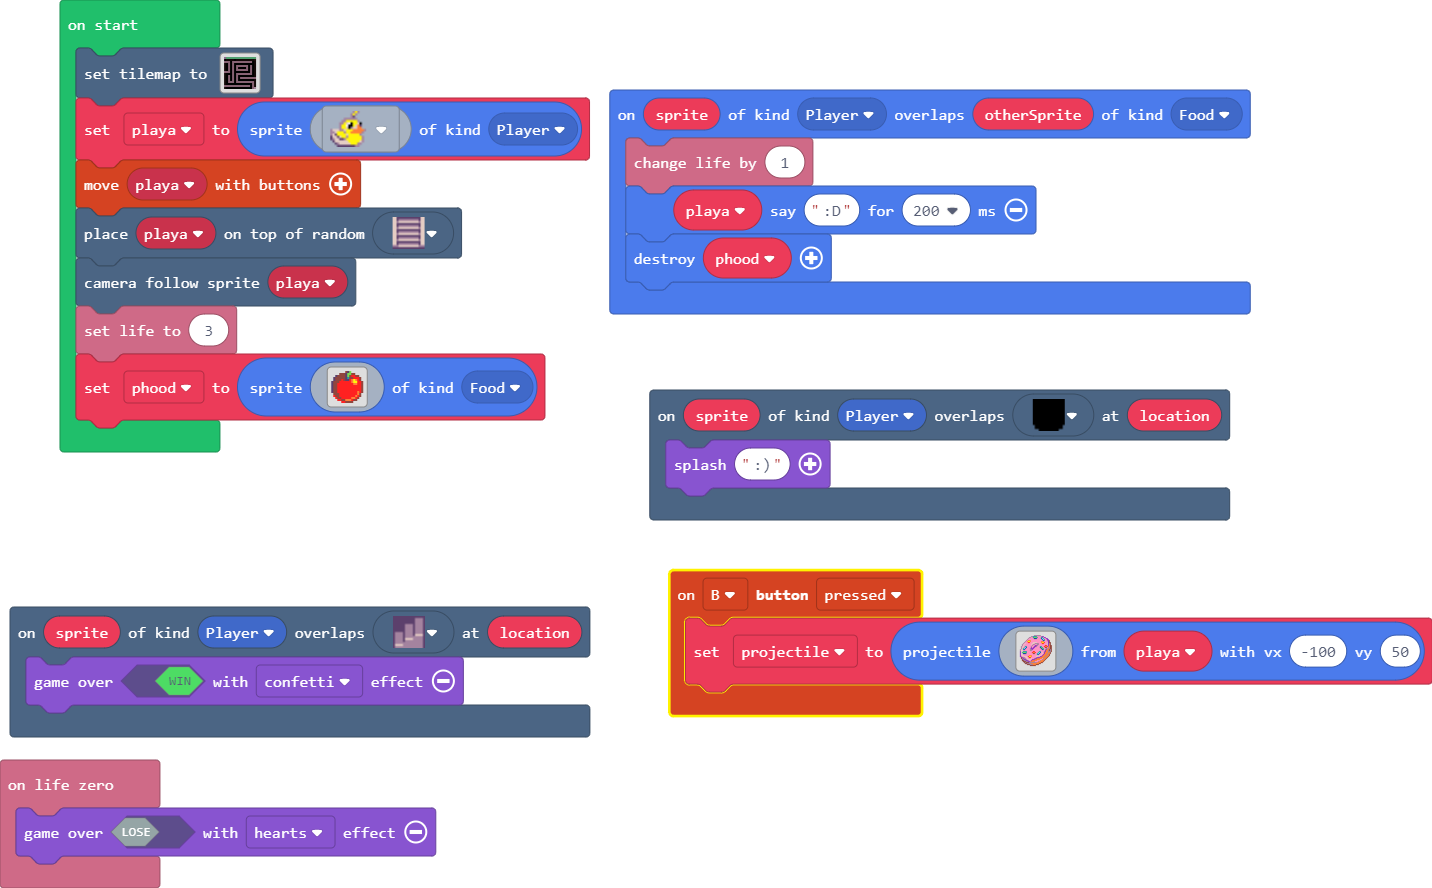 on start
set tilemap to
set playa to sprite of kind Player
move playa with buttons
place playa on top of random
camera follow sprite playa
set life to 3
set phood to sprite of kind Food
on sprite of kind Player overlaps otherSprite of kind Food
change life by 1
playa say ":D" for 200 ms
destroy phood
on sprite of kind Player overlaps at location
splash ":)"
on B button pressed
set projectile to projectile from playa with vx -100 vy 50
on sprite of kind Player overlaps at location
game over WIN with confetti effect
on life zero
game over LOSE with hearts effect